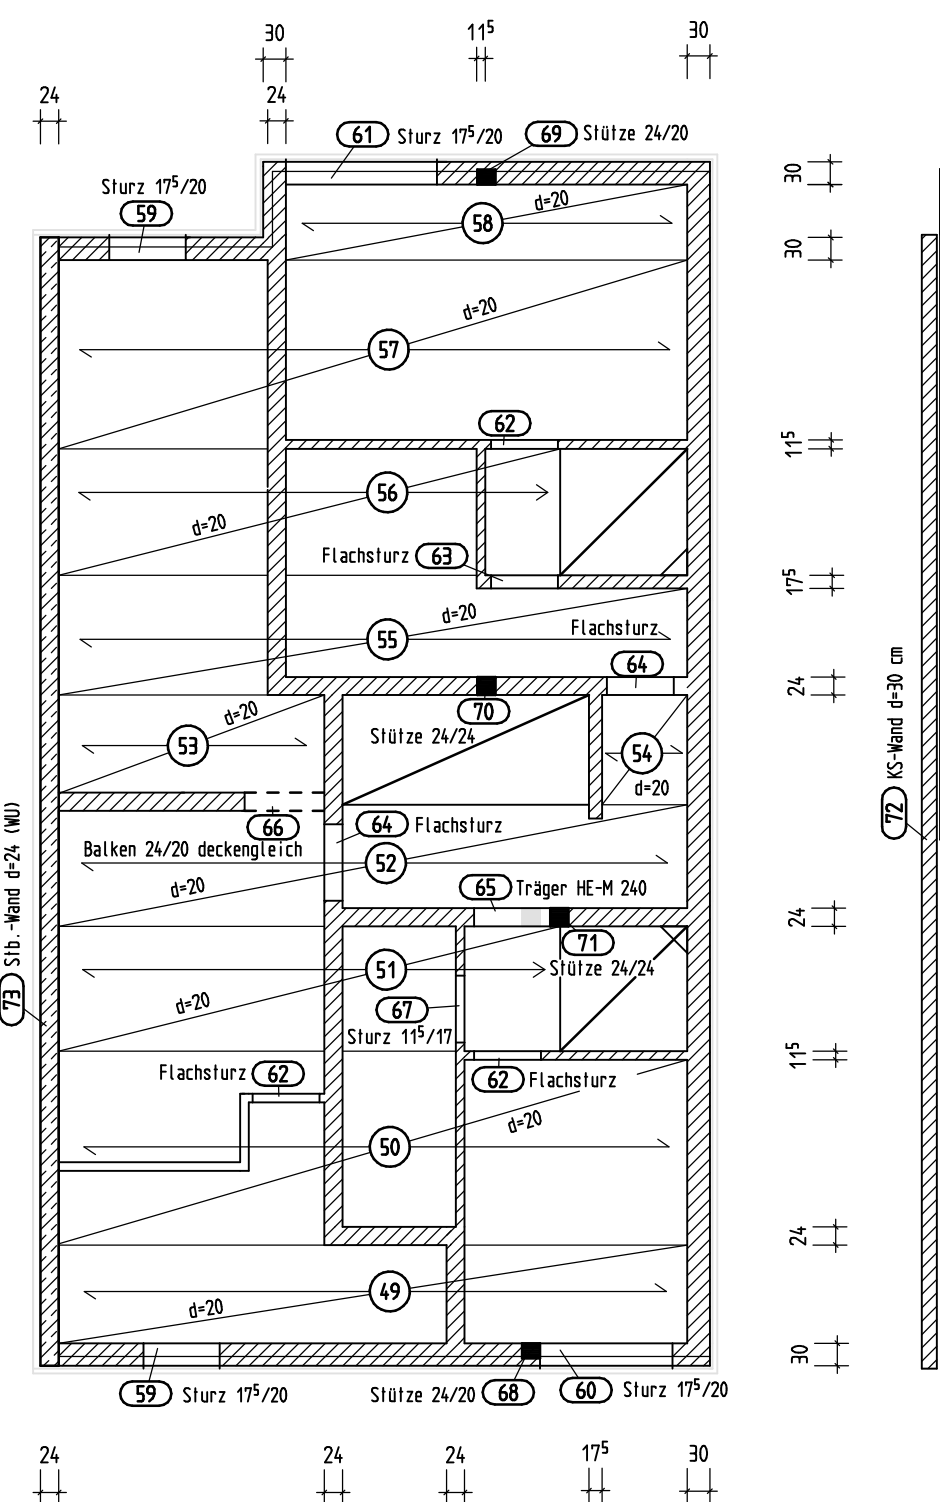 30
11⁵
30
24
24
61 Sturz 17⁵/20
69 Stütze 24/20
30
Sturz 17⁵/20
59
d=20
58
30
d=20
57
62
11⁵
56
d=20
Flachsturz 63
17⁵
d=20
Flachsturz
55
64
24
d=20
70
53
Stütze 24/24
54
d=20
72 KS-Wand d=30 cm
66
64 Flachsturz
Balken 24/20 deckengleich
52
d=20
65 Träger HE-M 240
24
73 Stb.-Wand d=24 (WU)
71
51
Stütze 24/24
d=20
67
Sturz 11⁵/17
11⁵
Flachsturz 62
62 Flachsturz
d=20
50
24
49
d=20
30
59 Sturz 17⁵/20
Stütze 24/20 68
60 Sturz 17⁵/20
24
24
24
17⁵
30